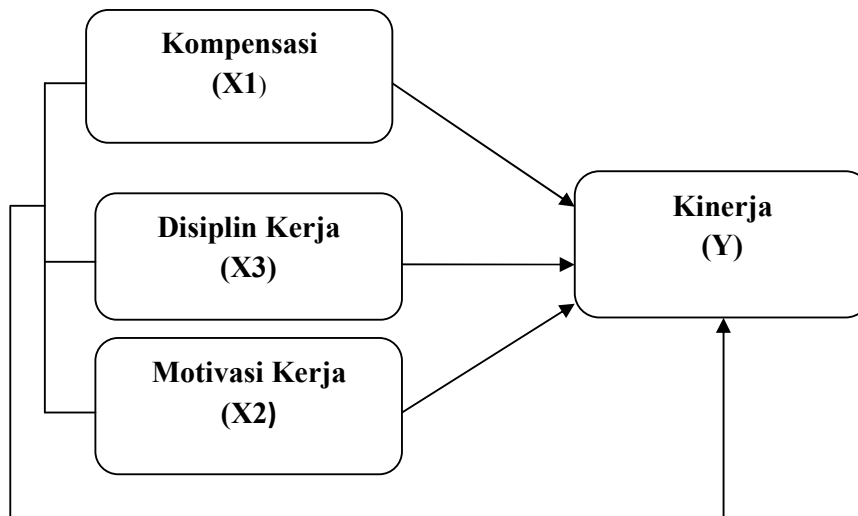 Kompensasi
(X1)
Disiplin Kerja
(X3)
Motivasi Kerja
(X2)
Kinerja
(Y)